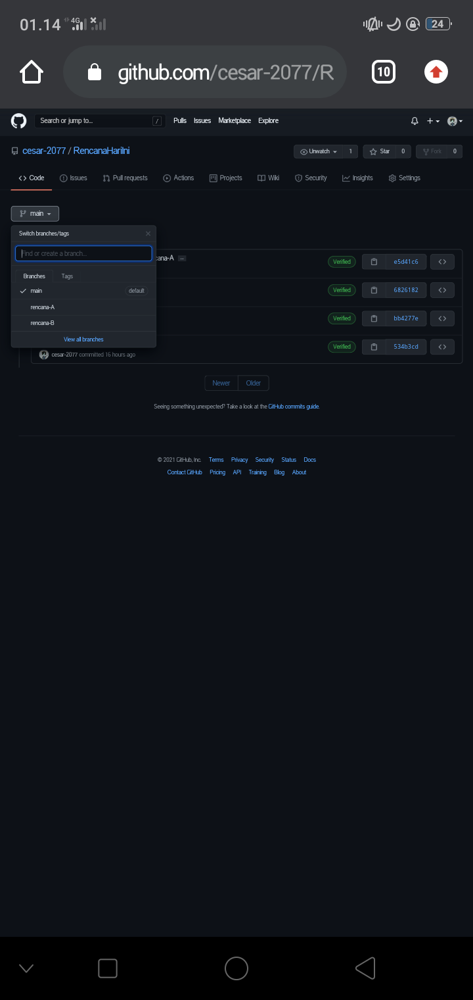 01.14 4G 24
github.com/cesar-2077/R 10
Search or jump to... / Pulls Issues Marketplace Explore
cesar-2077 / RencanaHariIni Unwatch 1 Star 0 Fork 0
Code Issues Pull requests Actions Projects Wiki Security Insights Settings
main
Switch branches/tags
Find or create a branch...
cana-A ... Verified e5d41c6
Branches Tags
main default Verified 6826182
rencana-A
rencana-B Verified bb4277e
View all branches
Verified 534b3cd
cesar-2077 committed 16 hours ago
Newer Older
Seeing something unexpected? Take a look at the GitHub commits guide.
© 2021 GitHub, Inc. Terms Privacy Security Status Docs
Contact GitHub Pricing API Training Blog About